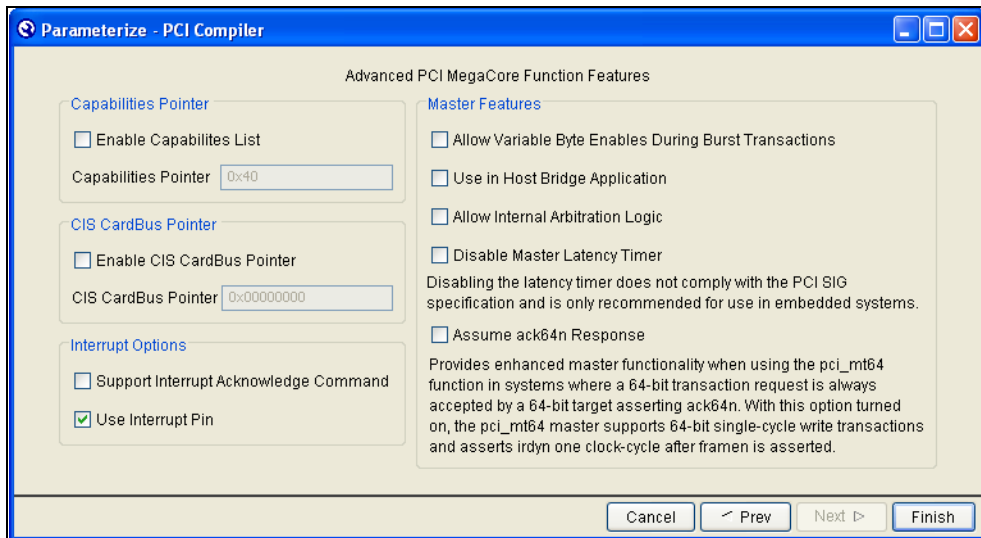 Parameterize - PCI Compiler
Advanced PCI MegaCore Function Features
Capabilities Pointer
Enable Capabilites List
Capabilities Pointer 0x40
CIS CardBus Pointer
Enable CIS CardBus Pointer
CIS CardBus Pointer 0x00000000
Interrupt Options
Support Interrupt Acknowledge Command
Use Interrupt Pin
Master Features
Allow Variable Byte Enables During Burst Transactions
Use in Host Bridge Application
Allow Internal Arbitration Logic
Disable Master Latency Timer
Disabling the latency timer does not comply with the PCI SIG
specification and is only recommended for use in embedded systems.
Assume ack64n Response
Provides enhanced master functionality when using the pci_mt64
function in systems where a 64-bit transaction request is always
accepted by a 64-bit target asserting ack64n. With this option turned
on, the pci_mt64 master supports 64-bit single-cycle write transactions
and asserts irdyn one clock-cycle after framen is asserted.
Cancel
Prev
Next
Finish